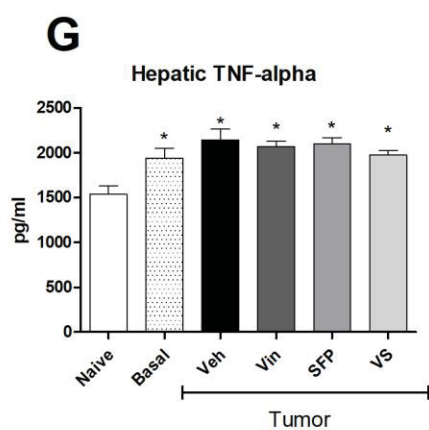 G
Hepatic TNF-alpha
2500
2000
1500
1000
500
0
pg/ml
* * * * *
Naive Basal Veh Vin SFP VS
Tumor